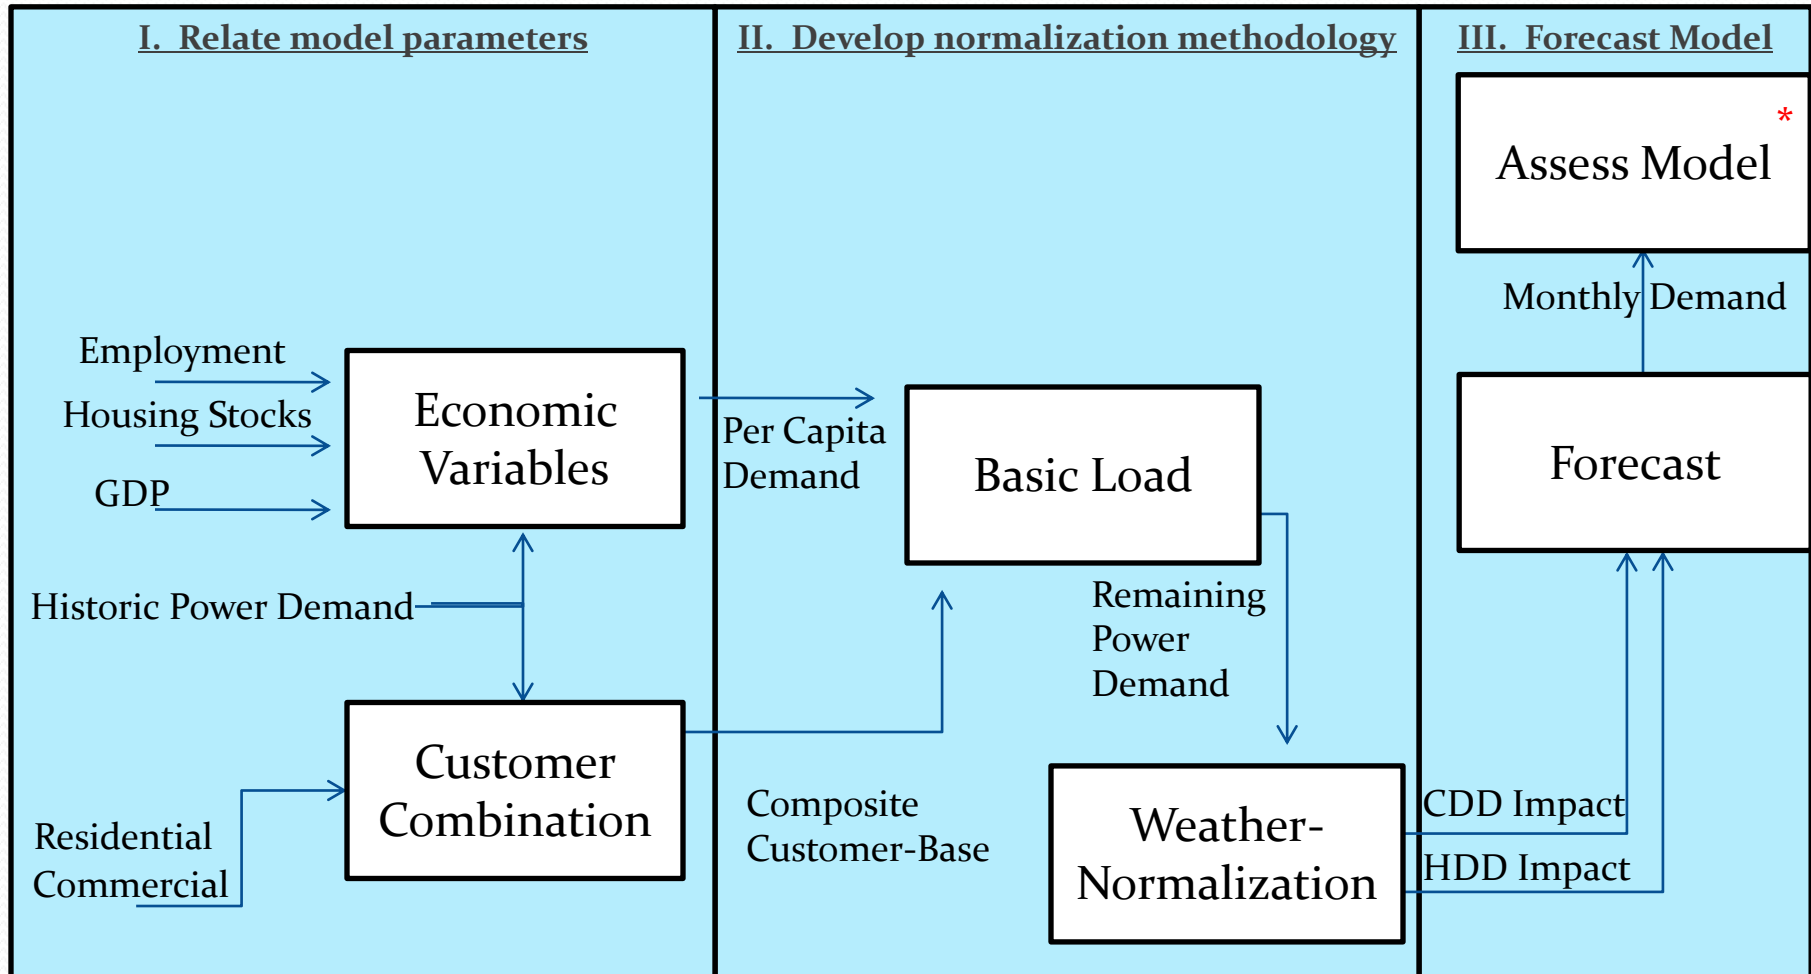 I. Relate model parameters
Employment
Housing Stocks
GDP
Economic
Variables
Historic Power Demand
Customer
Combination
Residential
Commercial
II. Develop normalization methodology
Per Capita
Demand
Basic Load
Remaining
Power
Demand
Composite
Customer-Base
Weather-
Normalization
III. Forecast Model
*
Assess Model
Monthly Demand
Forecast
CDD Impact
HDD Impact